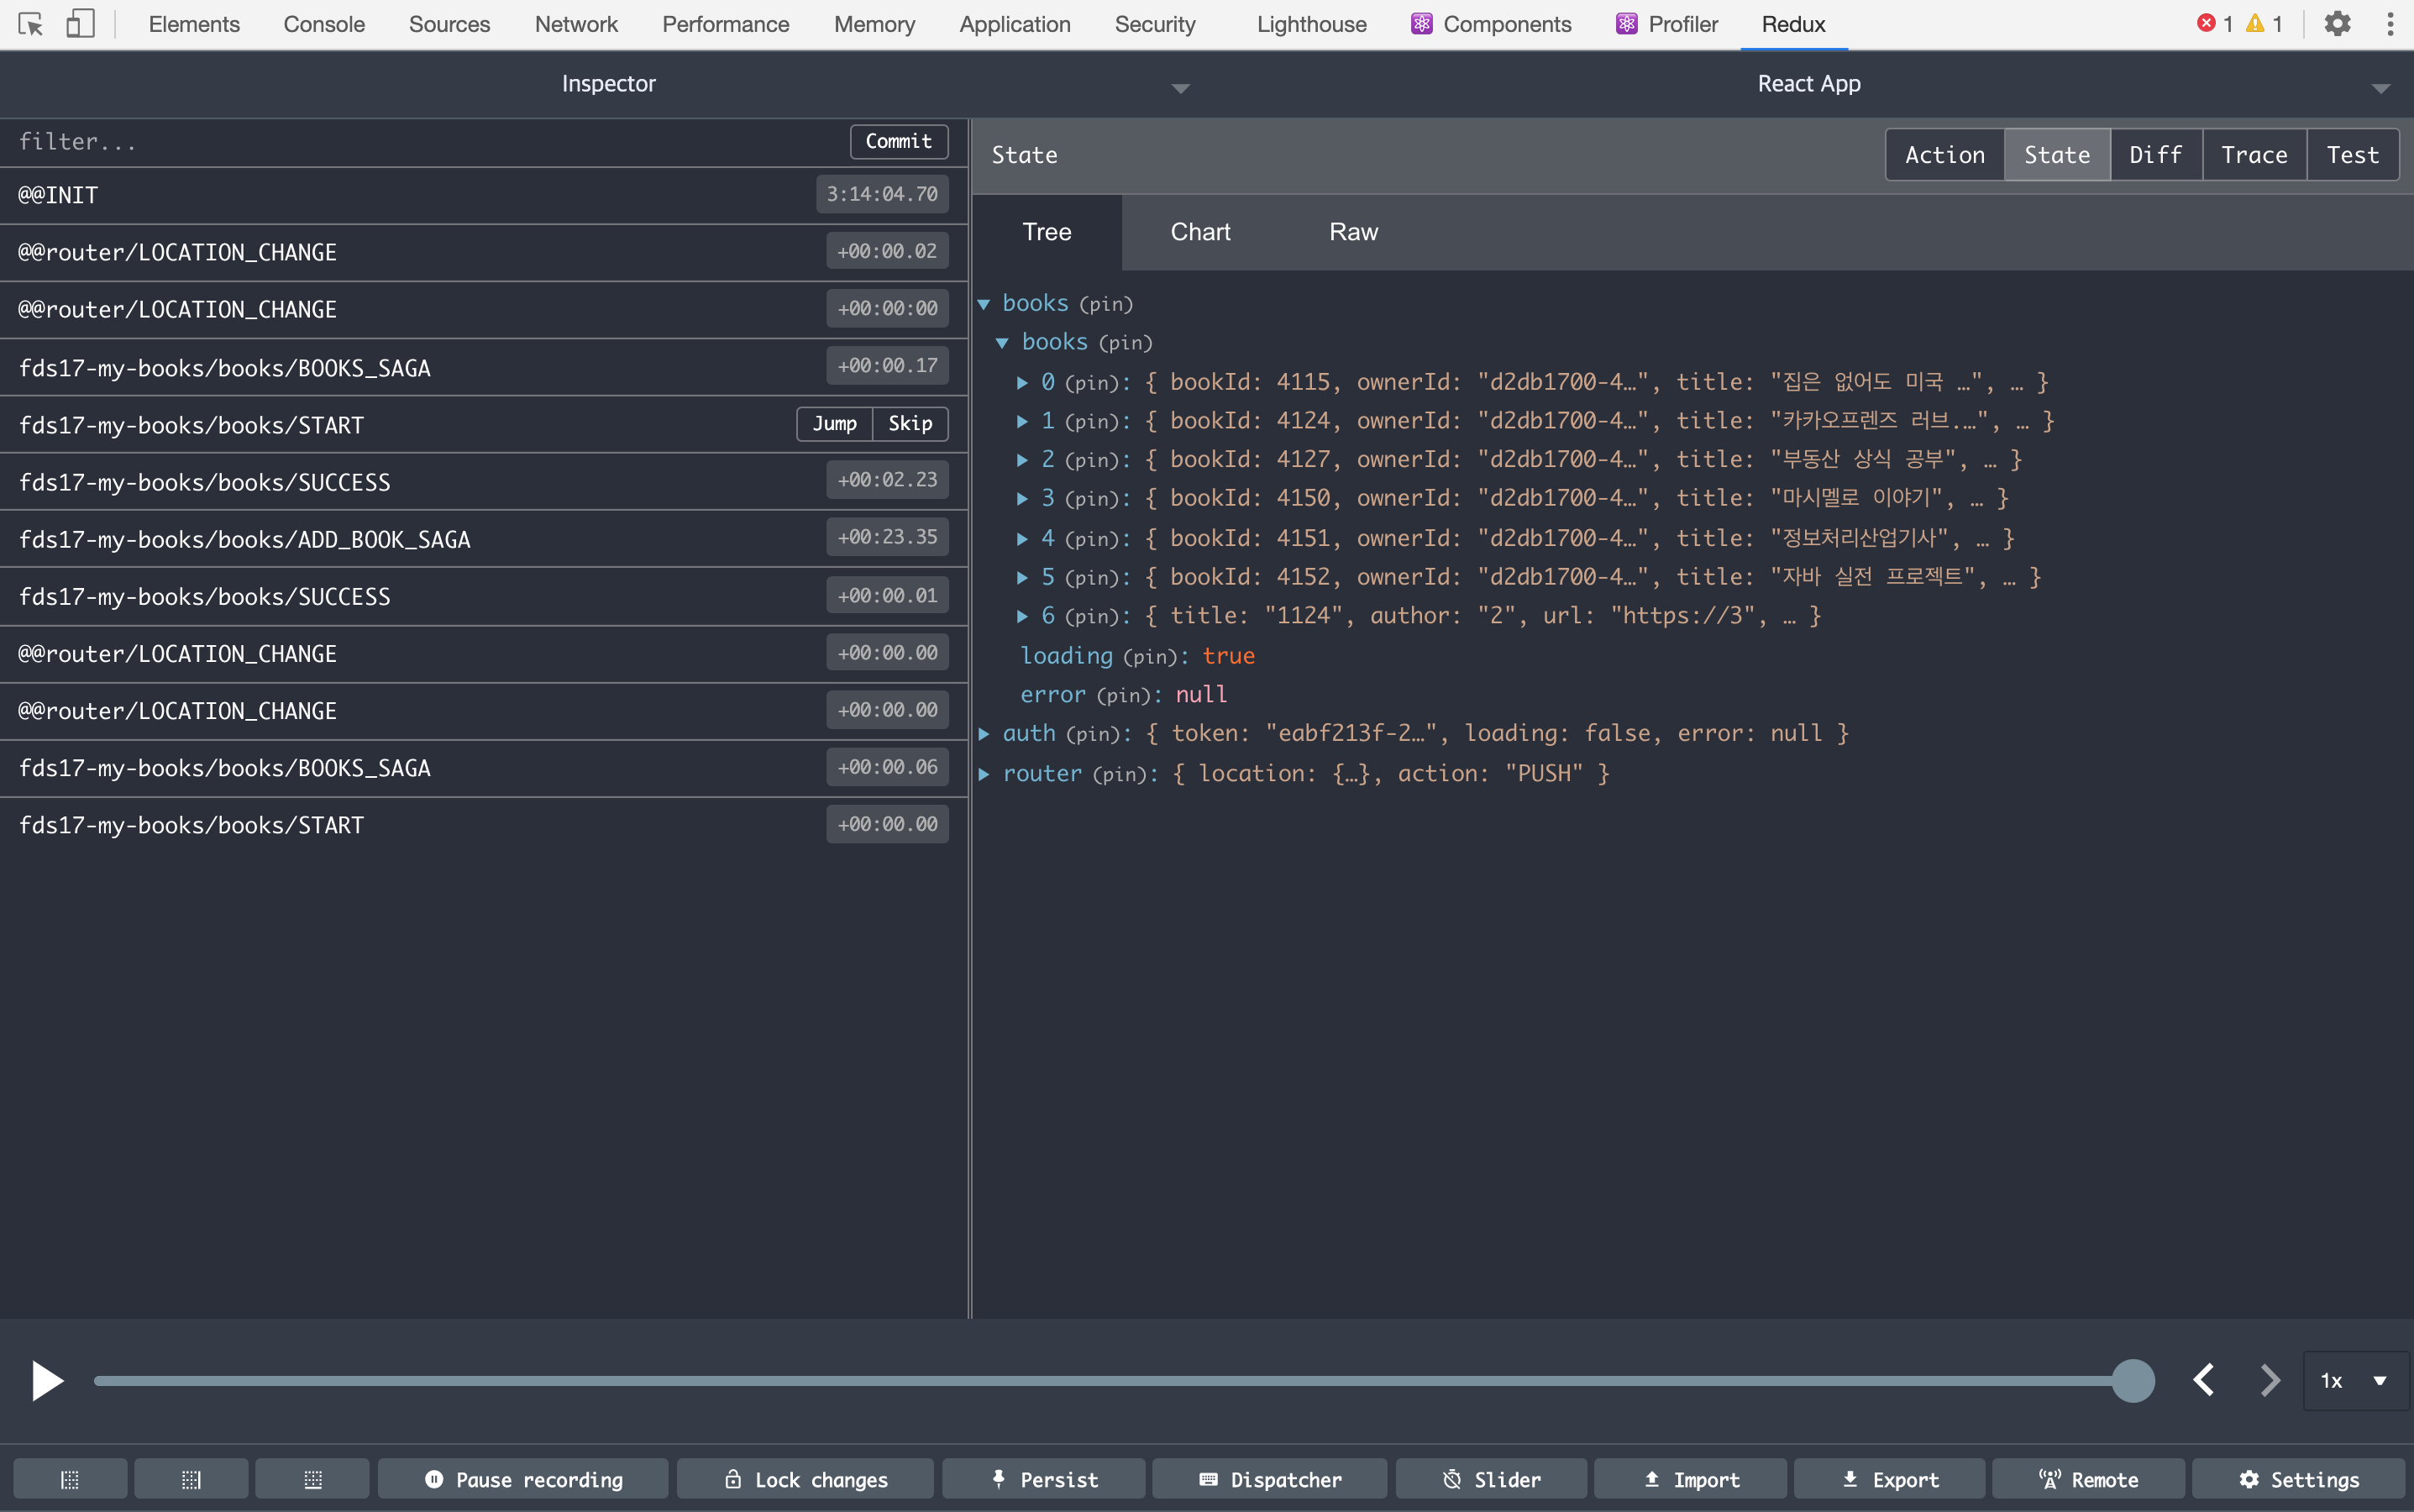 Elements Console Sources Network Performance Memory Application Security Lighthouse Components Profiler Redux 1 1
Inspector React App
filter... Commit
State Action State Diff Trace Test
Tree Chart Raw
@@INIT 3:14:04.70
@@router/LOCATION_CHANGE +00:00.02
@@router/LOCATION_CHANGE +00:00:00
fds17-my-books/books/BOOKS_SAGA +00:00.17
fds17-my-books/books/START Jump Skip
fds17-my-books/books/SUCCESS +00:02.23
fds17-my-books/books/ADD_BOOK_SAGA +00:23.35
fds17-my-books/books/SUCCESS +00:00.01
@@router/LOCATION_CHANGE +00:00.00
@@router/LOCATION_CHANGE +00:00.00
fds17-my-books/books/BOOKS_SAGA +00:00.06
fds17-my-books/books/START +00:00.00
books (pin)
books (pin)
0 (pin): { bookId: 4115, ownerId: "d2db1700-4…", title: "집은 없어도 미국 …", … }
1 (pin): { bookId: 4124, ownerId: "d2db1700-4…", title: "카카오프렌즈 러브.…", … }
2 (pin): { bookId: 4127, ownerId: "d2db1700-4…", title: "부동산 상식 공부", … }
3 (pin): { bookId: 4150, ownerId: "d2db1700-4…", title: "마시멜로 이야기", … }
4 (pin): { bookId: 4151, ownerId: "d2db1700-4…", title: "정보처리산업기사", … }
5 (pin): { bookId: 4152, ownerId: "d2db1700-4…", title: "자바 실전 프로젝트", … }
6 (pin): { title: "1124", author: "2", url: "https://3", … }
loading (pin): true
error (pin): null
auth (pin): { token: "eabf213f-2…", loading: false, error: null }
router (pin): { location: {…}, action: "PUSH" }
1x
Pause recording Lock changes Persist Dispatcher Slider Import Export Remote Settings